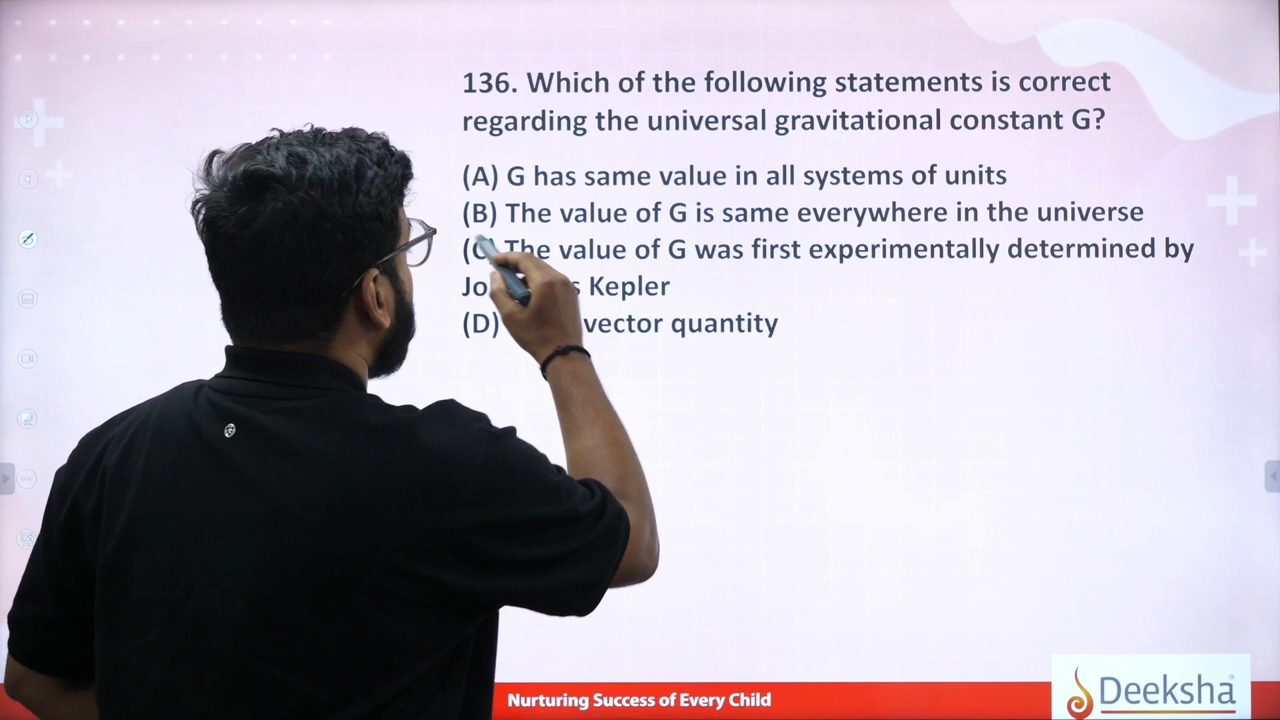 136. Which of the following statements is correct
regarding the universal gravitational constant G?
(A) G has same value in all systems of units
(B) The value of G is same everywhere in the universe
(C) The value of G was first experimentally determined by
Kepler
(D) vector quantity
Nurturing Success of Every Child
Deeksha